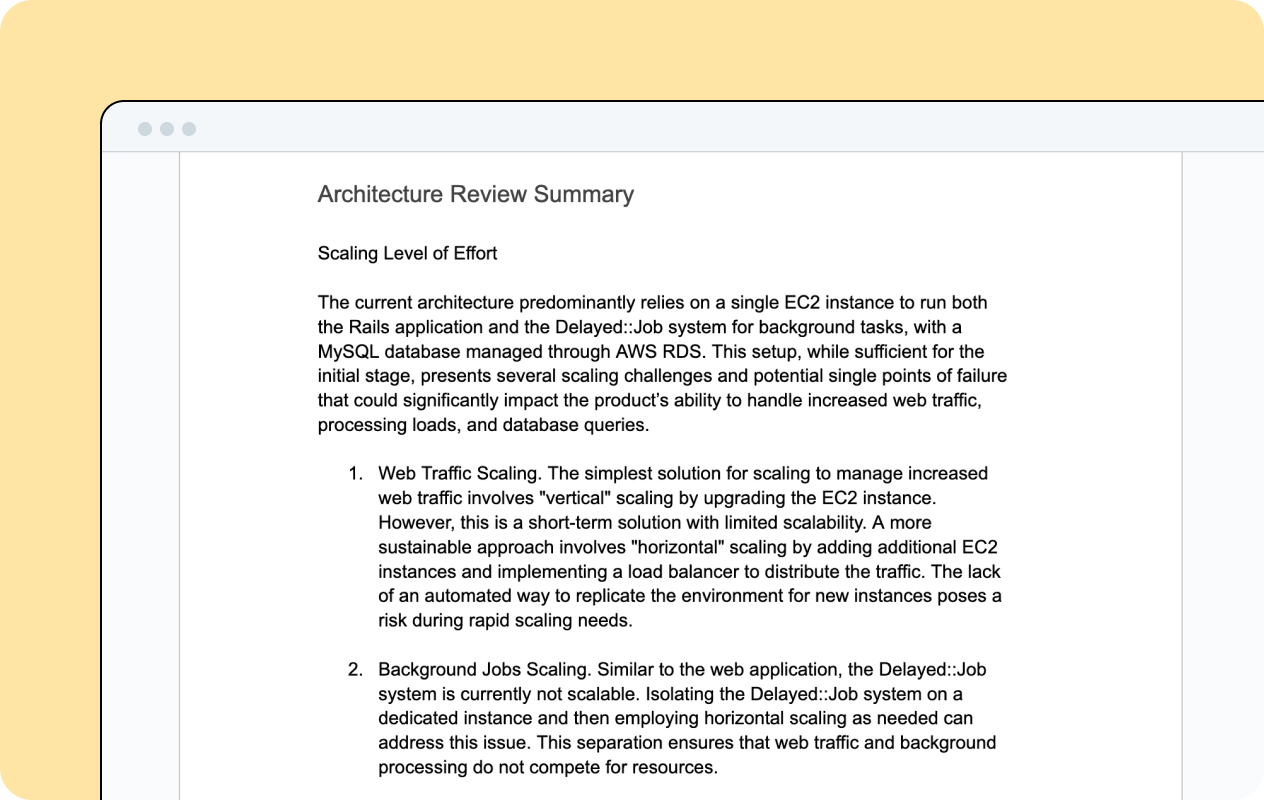 Architecture Review Summary
Scaling Level of Effort
The current architecture predominantly relies on a single EC2 instance to run both
the Rails application and the Delayed::Job system for background tasks, with a
MySQL database managed through AWS RDS. This setup, while sufficient for the
initial stage, presents several scaling challenges and potential single points of failure
that could significantly impact the product's ability to handle increased web traffic,
processing loads, and database queries.
1. Web Traffic Scaling. The simplest solution for scaling to manage increased
web traffic involves "vertical" scaling by upgrading the EC2 instance.
However, this is a short-term solution with limited scalability. A more
sustainable approach involves "horizontal" scaling by adding additional EC2
instances and implementing a load balancer to distribute the traffic. The lack
of an automated way to replicate the environment for new instances poses a
risk during rapid scaling needs.
2. Background Jobs Scaling. Similar to the web application, the Delayed::Job
system is currently not scalable. Isolating the Delayed::Job system on a
dedicated instance and then employing horizontal scaling as needed can
address this issue. This separation ensures that web traffic and background
processing do not compete for resources.